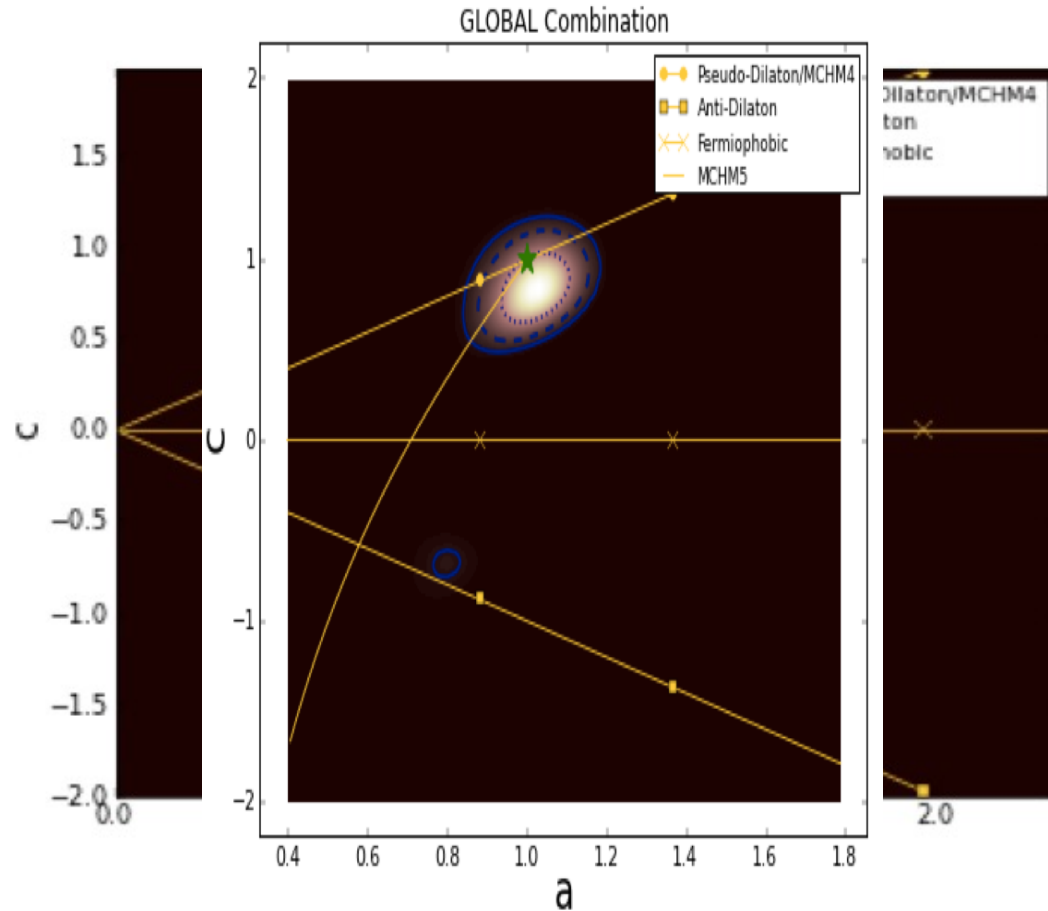 GLOBAL Combination
Pseudo-Dilaton/MCHM4
Anti-Dilaton
Fermiophobic
MCHM5
2
1
0
−1
−2
c
0.4 0.6 0.8 1.0 1.2 1.4 1.6 1.8
a
1.5
1.0
0.5
0.0
−0.5
−1.0
−1.5
−2.0
c
0.0
Dilaton/MCHM4
ton
hobic
2.0